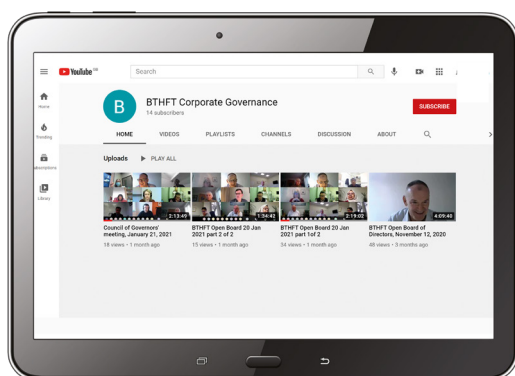 YouTube GB
Search
B
BTHFT Corporate Governance
14 subscribers
SUBSCRIBE
HOME VIDEOS PLAYLISTS CHANNELS DISCUSSION ABOUT
Home
Trending
Library
Uploads PLAY ALL
2:13:49 1:34:42 2:19:02 4:09:40
Council of Governors' BTHFT Open Board 20 Jan BTHFT Open Board 20 Jan BTHFT Open Board of
meeting, January 21, 2021 2021 part 2 of 2 2021 part 1of 2 Directors, November 12, 2020
18 views • 1 month ago 15 views • 1 month ago 34 views • 1 month ago 48 views • 3 months ago